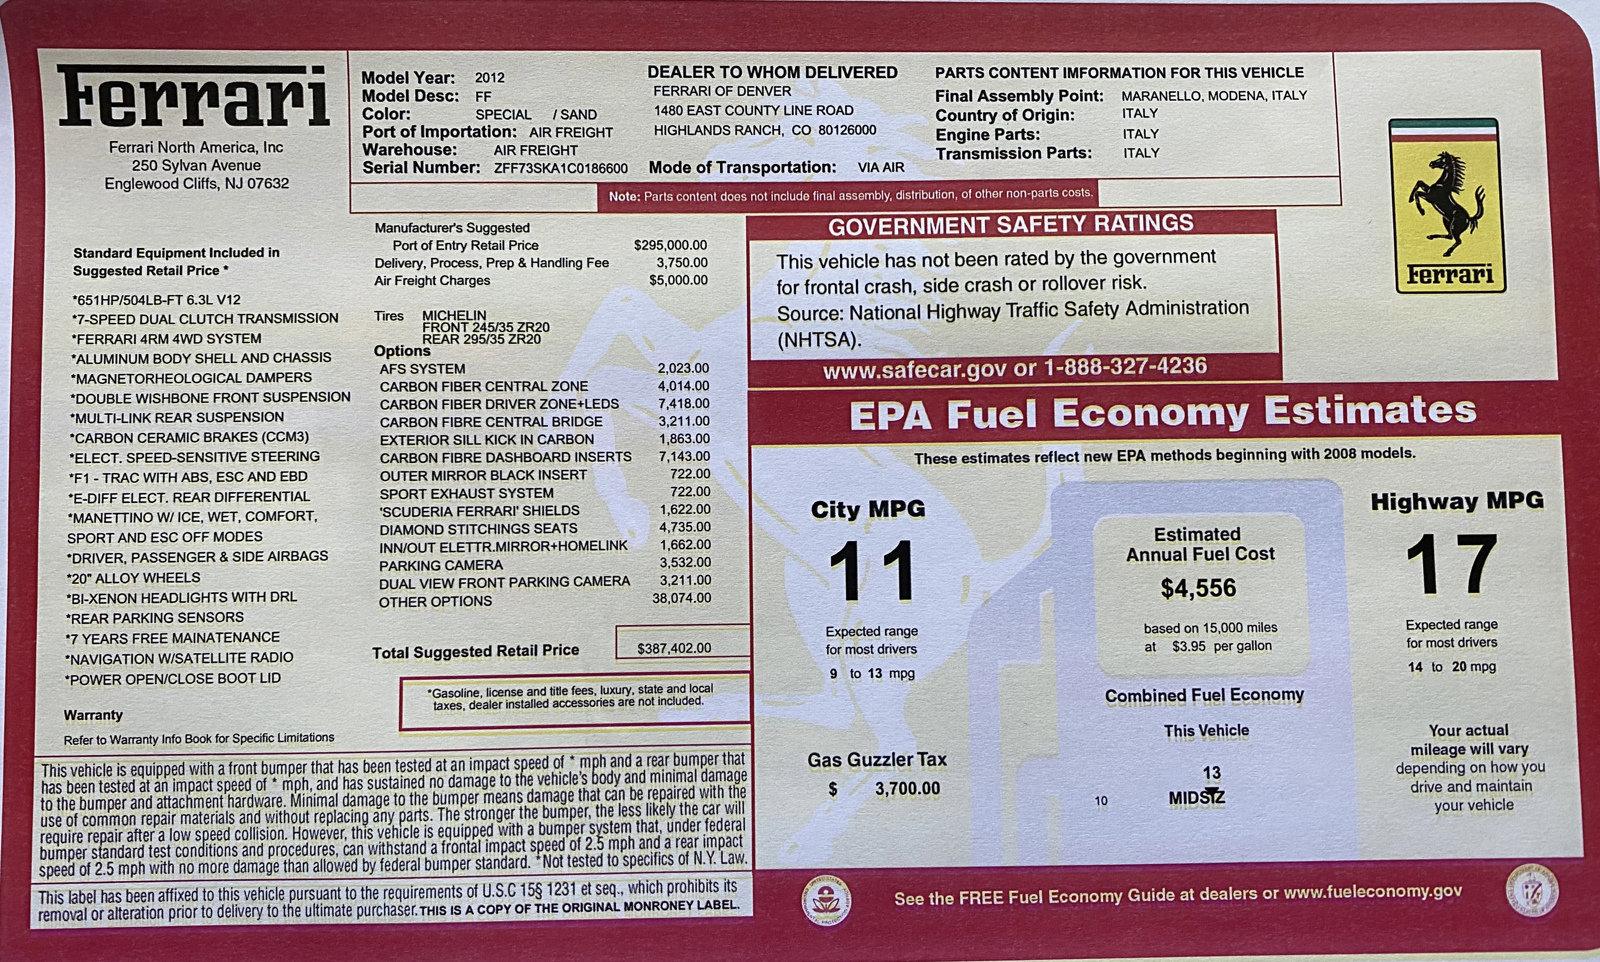 Ferrari
Ferrari North America, Inc
250 Sylvan Avenue
Englewood Cliffs, NJ 07632
Model Year: 2012
Model Desc: FF
Color: SPECIAL / SAND
Port of Importation: AIR FREIGHT
Warehouse: AIR FREIGHT
Serial Number: ZFF73SKA1C0186600
DEALER TO WHOM DELIVERED
FERRARI OF DENVER
1480 EAST COUNTY LINE ROAD
HIGHLANDS RANCH, CO 80126000
Mode of Transportation: VIA AIR
PARTS CONTENT IMFORMATION FOR THIS VEHICLE
Final Assembly Point: MARANELLO, MODENA, ITALY
Country of Origin: ITALY
Engine Parts: ITALY
Transmission Parts: ITALY
Note: Parts content does not include final assembly, distribution, of other non-parts costs.
Ferrari
Standard Equipment Included in
Suggested Retail Price *
*651HP/504LB-FT 6.3L V12
*7-SPEED DUAL CLUTCH TRANSMISSION
*FERRARI 4RM 4WD SYSTEM
*ALUMINUM BODY SHELL AND CHASSIS
*MAGNETORHEOLOGICAL DAMPERS
*DOUBLE WISHBONE FRONT SUSPENSION
*MULTI-LINK REAR SUSPENSION
*CARBON CERAMIC BRAKES (CCM3)
*ELECT. SPEED-SENSITIVE STEERING
*F1 - TRAC WITH ABS, ESC AND EBD
*E-DIFF ELECT. REAR DIFFERENTIAL
*MANETTINO W/ ICE, WET, COMFORT,
SPORT AND ESC OFF MODES
*DRIVER, PASSENGER & SIDE AIRBAGS
*20" ALLOY WHEELS
*BI-XENON HEADLIGHTS WITH DRL
*REAR PARKING SENSORS
*7 YEARS FREE MAINATENANCE
*NAVIGATION W/SATELLITE RADIO
*POWER OPEN/CLOSE BOOT LID
Warranty
Refer to Warranty Info Book for Specific Limitations
Manufacturer's Suggested
Port of Entry Retail Price $295,000.00
Delivery, Process, Prep & Handling Fee 3,750.00
Air Freight Charges $5,000.00
Tires MICHELIN
FRONT 245/35 ZR20
REAR 295/35 ZR20
Options
AFS SYSTEM 2,023.00
CARBON FIBER CENTRAL ZONE 4,014.00
CARBON FIBER DRIVER ZONE+LEDS 7,418.00
CARBON FIBRE CENTRAL BRIDGE 3,211.00
EXTERIOR SILL KICK IN CARBON 1,863.00
CARBON FIBRE DASHBOARD INSERTS 7,143.00
OUTER MIRROR BLACK INSERT 722.00
SPORT EXHAUST SYSTEM 722.00
'SCUDERIA FERRARI' SHIELDS 1,622.00
DIAMOND STITCHINGS SEATS 4,735.00
INN/OUT ELETTR.MIRROR+HOMELINK 1,662.00
PARKING CAMERA 3,532.00
DUAL VIEW FRONT PARKING CAMERA 3,211.00
OTHER OPTIONS 38,074.00
Total Suggested Retail Price $387,402.00
*Gasoline, license and title fees, luxury, state and local
taxes, dealer installed accessories are not included.
This vehicle is equipped with a front bumper that has been tested at an impact speed of * mph and a rear bumper that
has been tested at an impact speed of * mph, and has sustained no damage to the vehicle's body and minimal damage
to the bumper and attachment hardware. Minimal damage to the bumper means damage that can be repaired with the
use of common repair materials and without replacing any parts. The stronger the bumper, the less likely the car will
require repair after a low speed collision. However, this vehicle is equipped with a bumper system that, under federal
bumper standard test conditions and procedures, can withstand a frontal impact speed of 2.5 mph and a rear impact
speed of 2.5 mph with no more damage than allowed by federal bumper standard. *Not tested to specifics of N.Y. Law.
This label has been affixed to this vehicle pursuant to the requirements of U.S.C 15§ 1231 et seq., which prohibits its
removal or alteration prior to delivery to the ultimate purchaser. THIS IS A COPY OF THE ORIGINAL MONRONEY LABEL.
GOVERNMENT SAFETY RATINGS
This vehicle has not been rated by the government
for frontal crash, side crash or rollover risk.
Source: National Highway Traffic Safety Administration
(NHTSA).
www.safecar.gov or 1-888-327-4236
EPA Fuel Economy Estimates
These estimates reflect new EPA methods beginning with 2008 models.
City MPG
11
Expected range
for most drivers
9 to 13 mpg
Gas Guzzler Tax
$ 3,700.00
Estimated
Annual Fuel Cost
$4,556
based on 15,000 miles
at $3.95 per gallon
Combined Fuel Economy
This Vehicle
13
10
MIDSIZ
Highway MPG
17
Expected range
for most drivers
14 to 20 mpg
Your actual
mileage will vary
depending on how you
drive and maintain
your vehicle
See the FREE Fuel Economy Guide at dealers or www.fueleconomy.gov